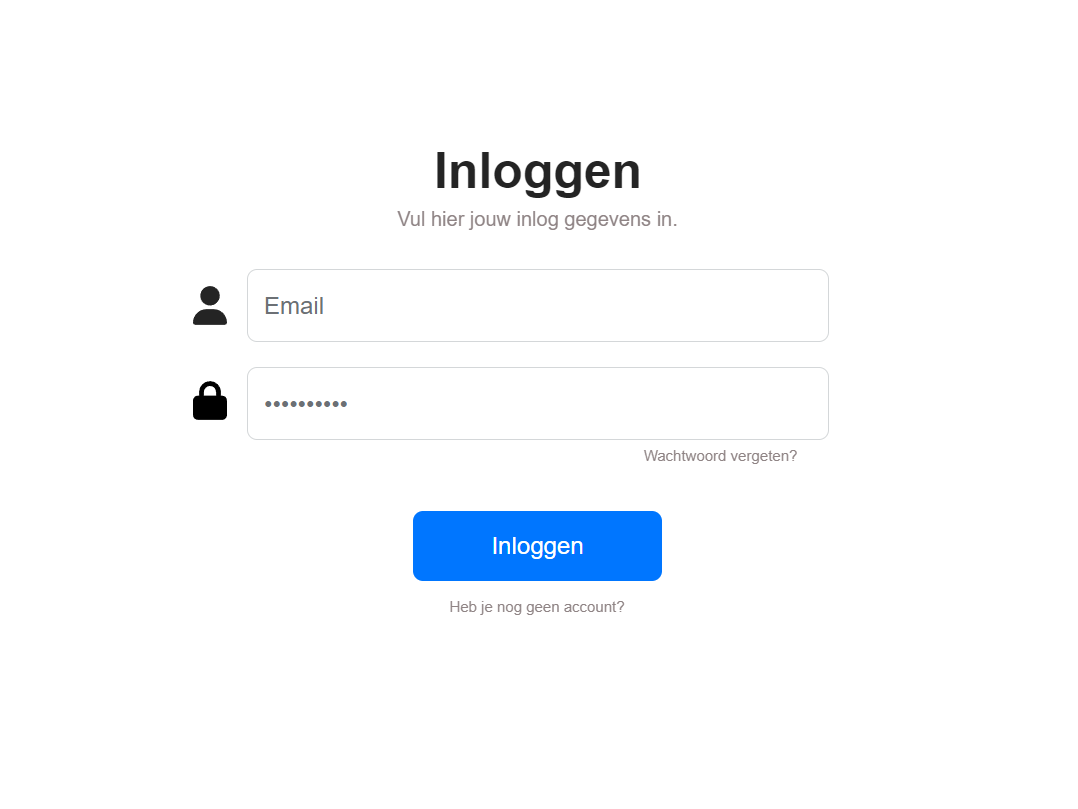 Inloggen
Vul hier jouw inlog gegevens in.
Email
••••••••••
Wachtwoord vergeten?
Inloggen
Heb je nog geen account?